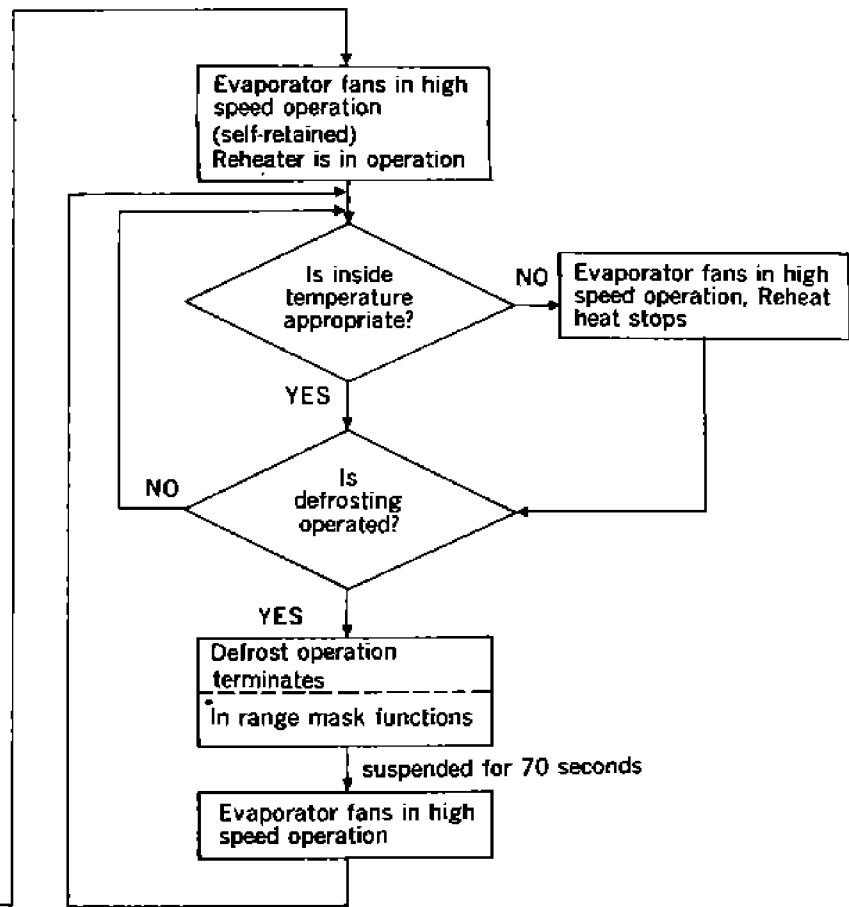 Evaporator fans in high
speed operation
(self-retained)
Reheater is in operation
Is inside
temperature
appropriate?
NO
Evaporator fans in high
speed operation, Reheat
heat stops
YES
Is
defrosting
operated?
NO
YES
Defrost operation
terminates
*In range mask functions
suspended for 70 seconds
Evaporator fans in high
speed operation